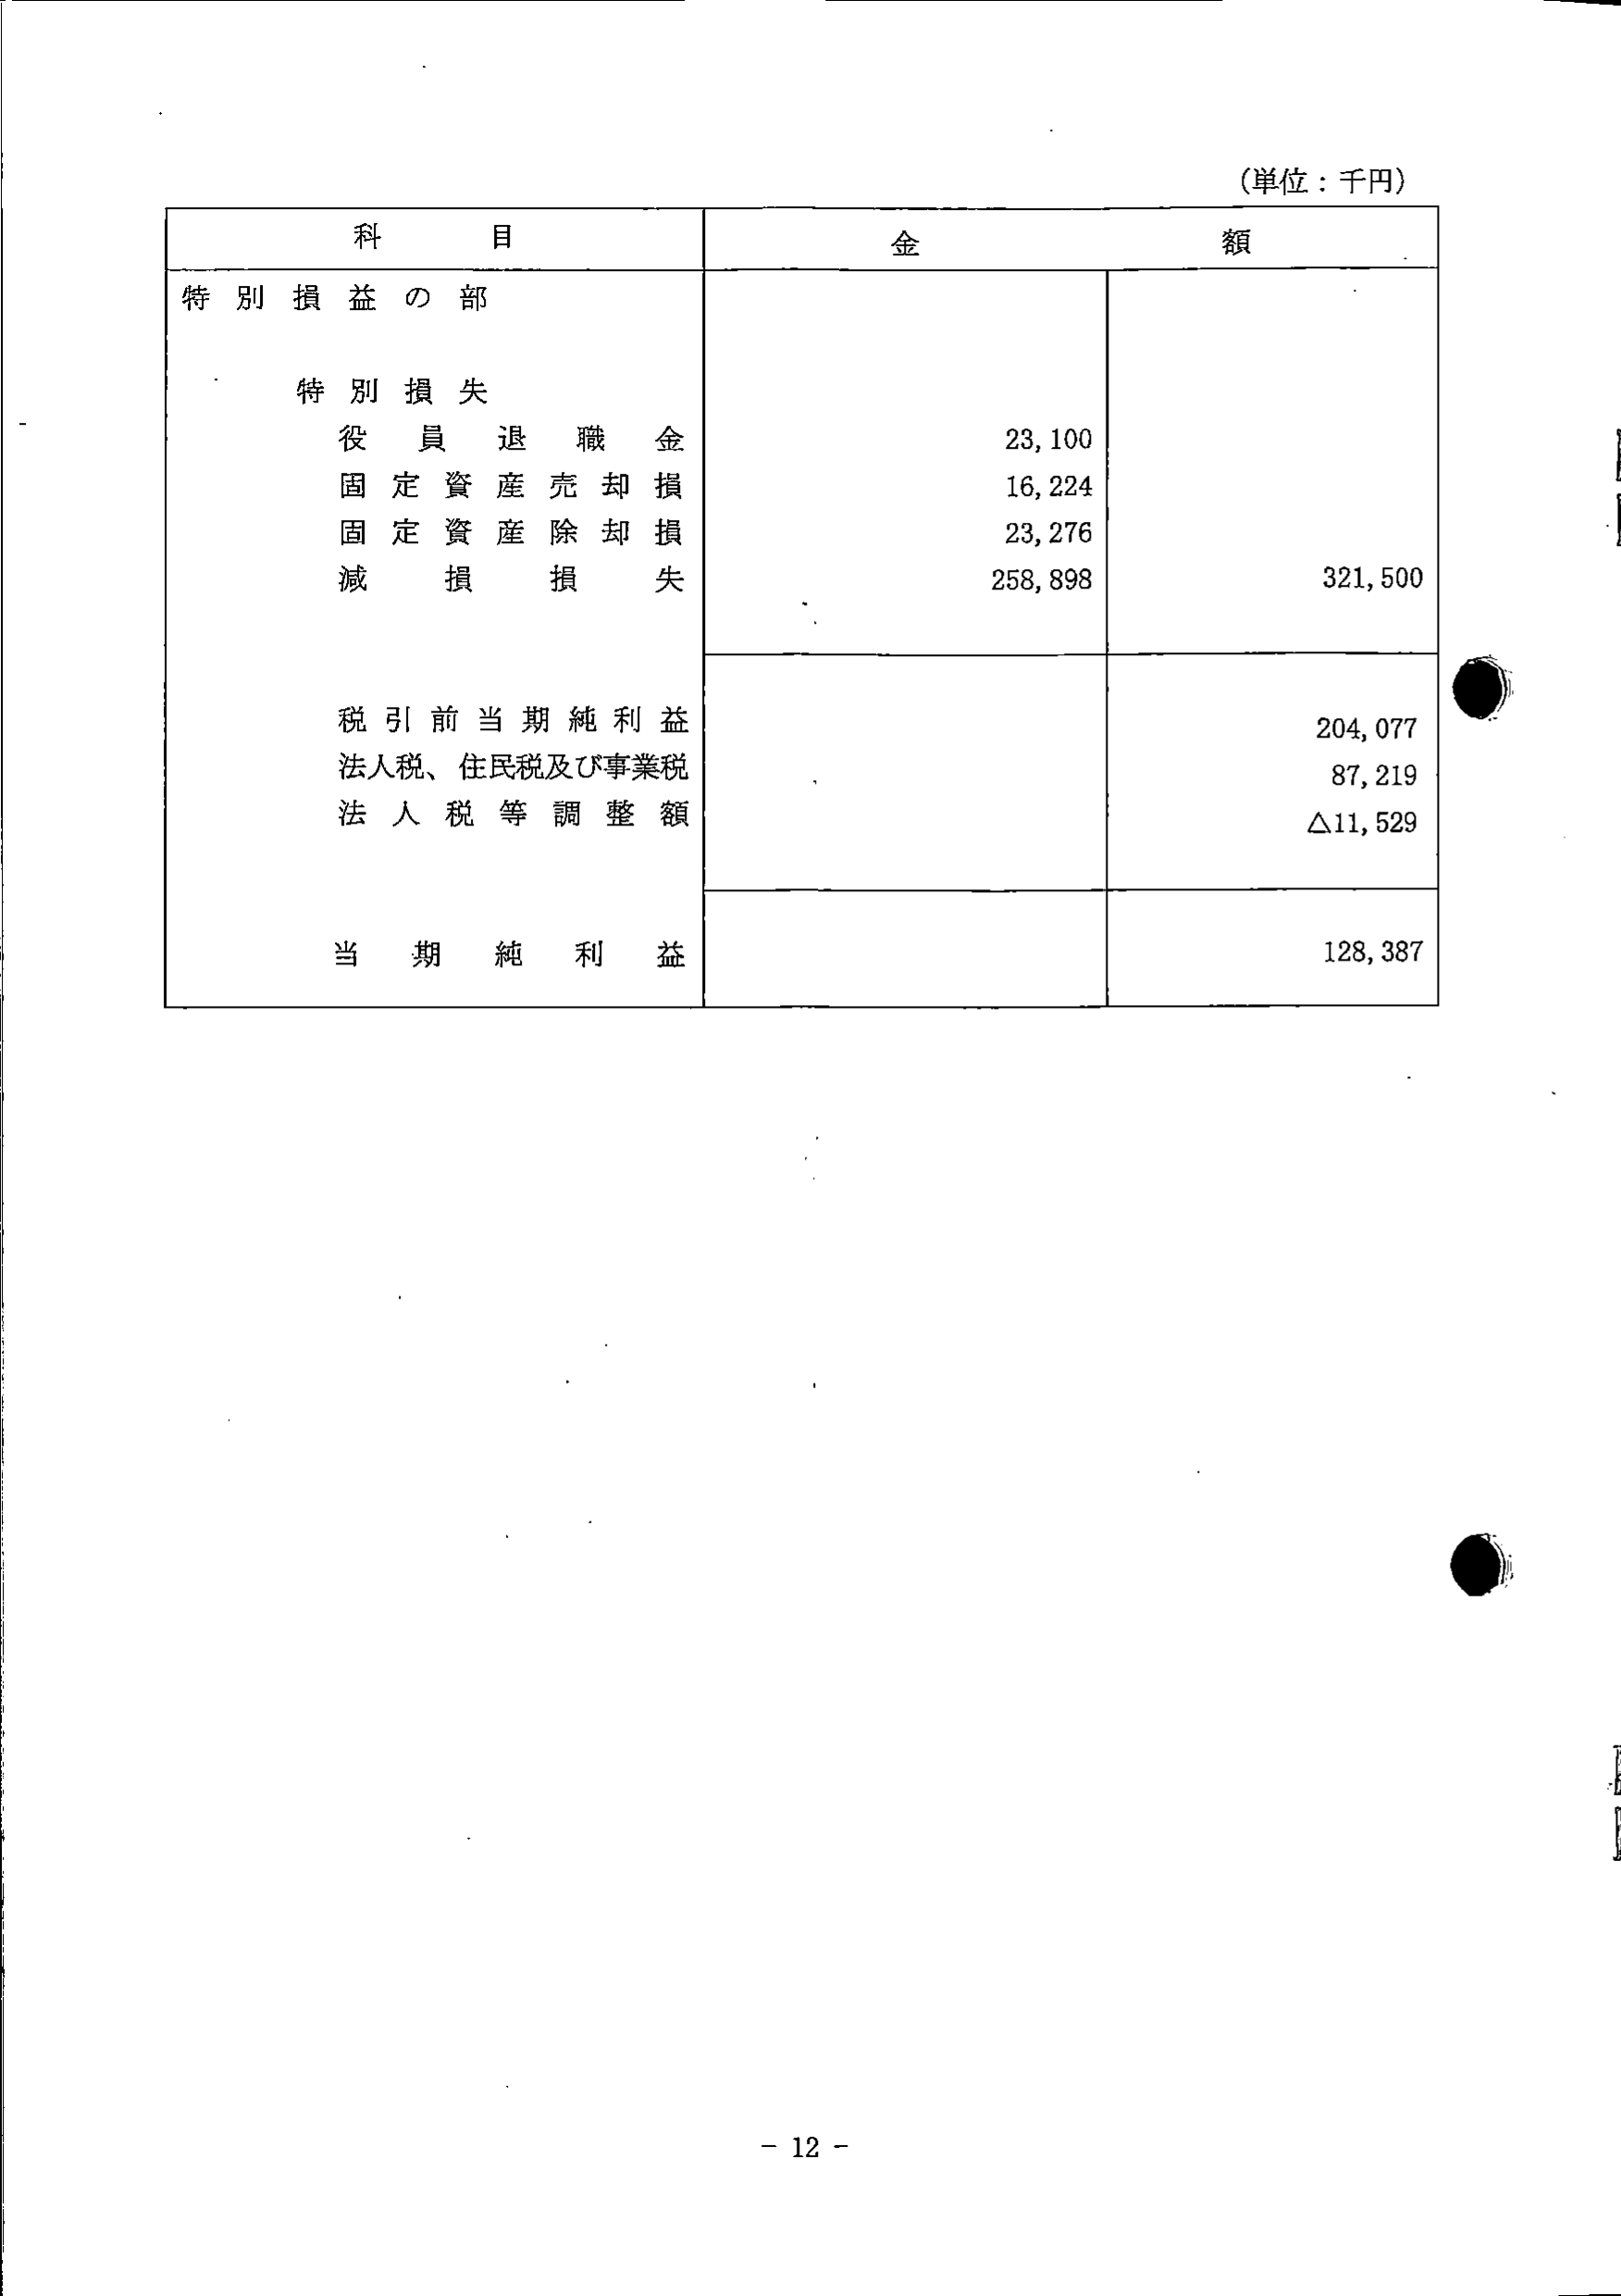 (単位：千円)
科目 金額
特別損益の部
特別損失
役員退職金 23,100
固定資産売却損 16,224
固定資産除却損 23,276
減損損失 258,898 321,500
税引前当期純利益 204,077
法人税、住民税及び事業税 87,219
法人税等調整額 △11,529
当期純利益 128,387
- 12 -